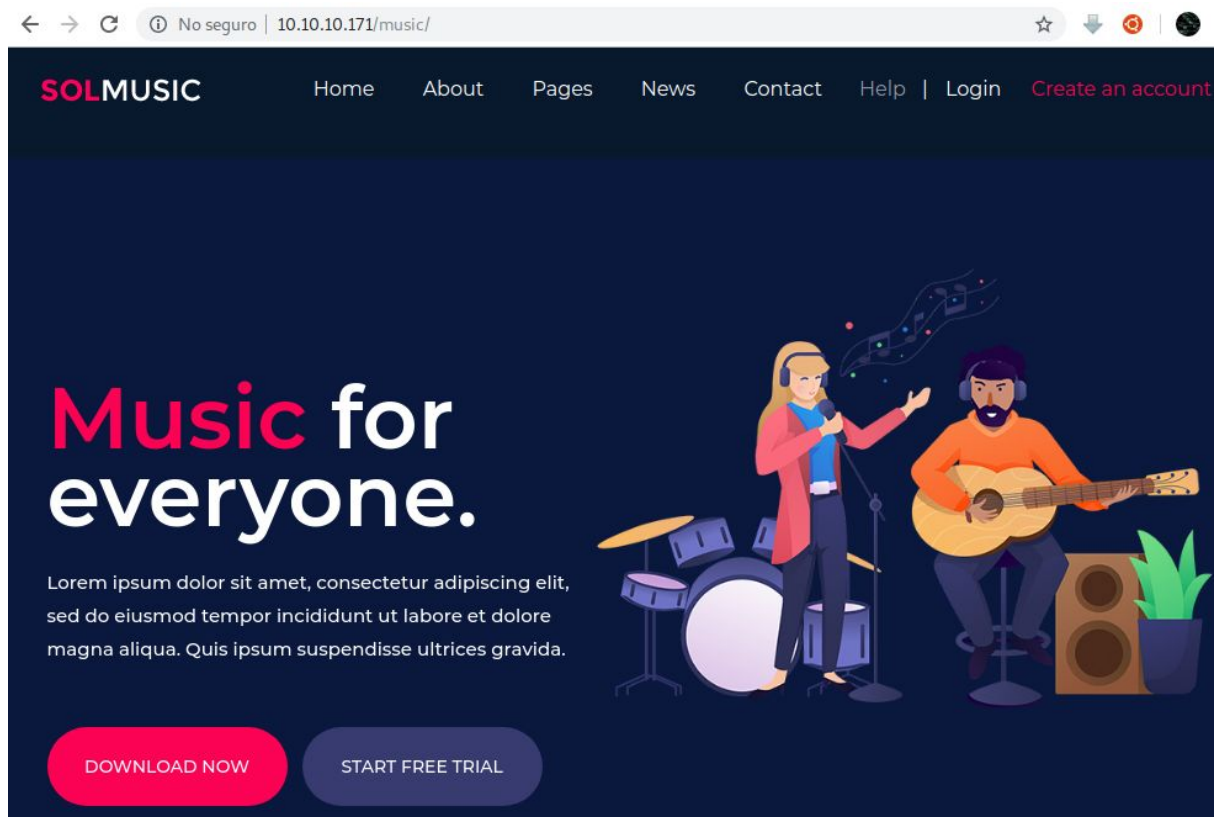 No seguro | 10.10.10.171/music/
SOLMUSIC Home About Pages News Contact Help | Login Create an account
Music for
everyone.
Lorem ipsum dolor sit amet, consectetur adipiscing elit,
sed do eiusmod tempor incididunt ut labore et dolore
magna aliqua. Quis ipsum suspendisse ultrices gravida.
DOWNLOAD NOW START FREE TRIAL